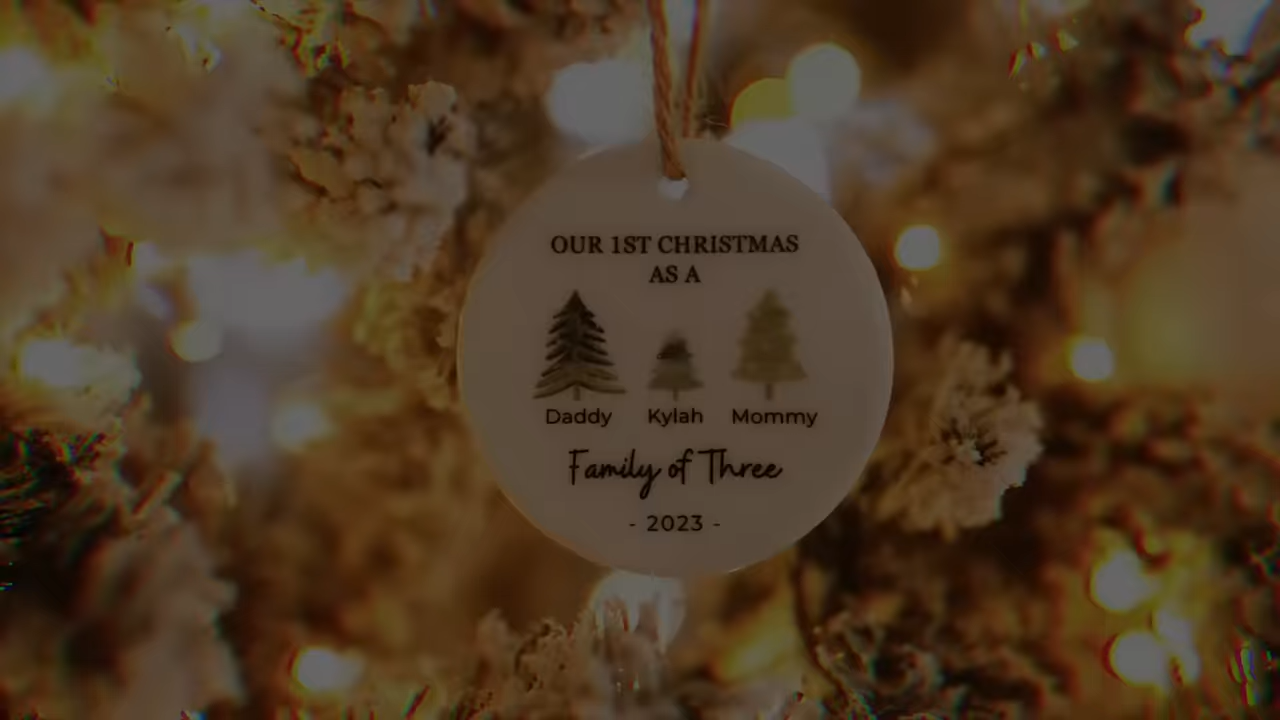 OUR 1ST CHRISTMAS
AS A
Daddy Kylah Mommy
Family of Three
- 2023 -